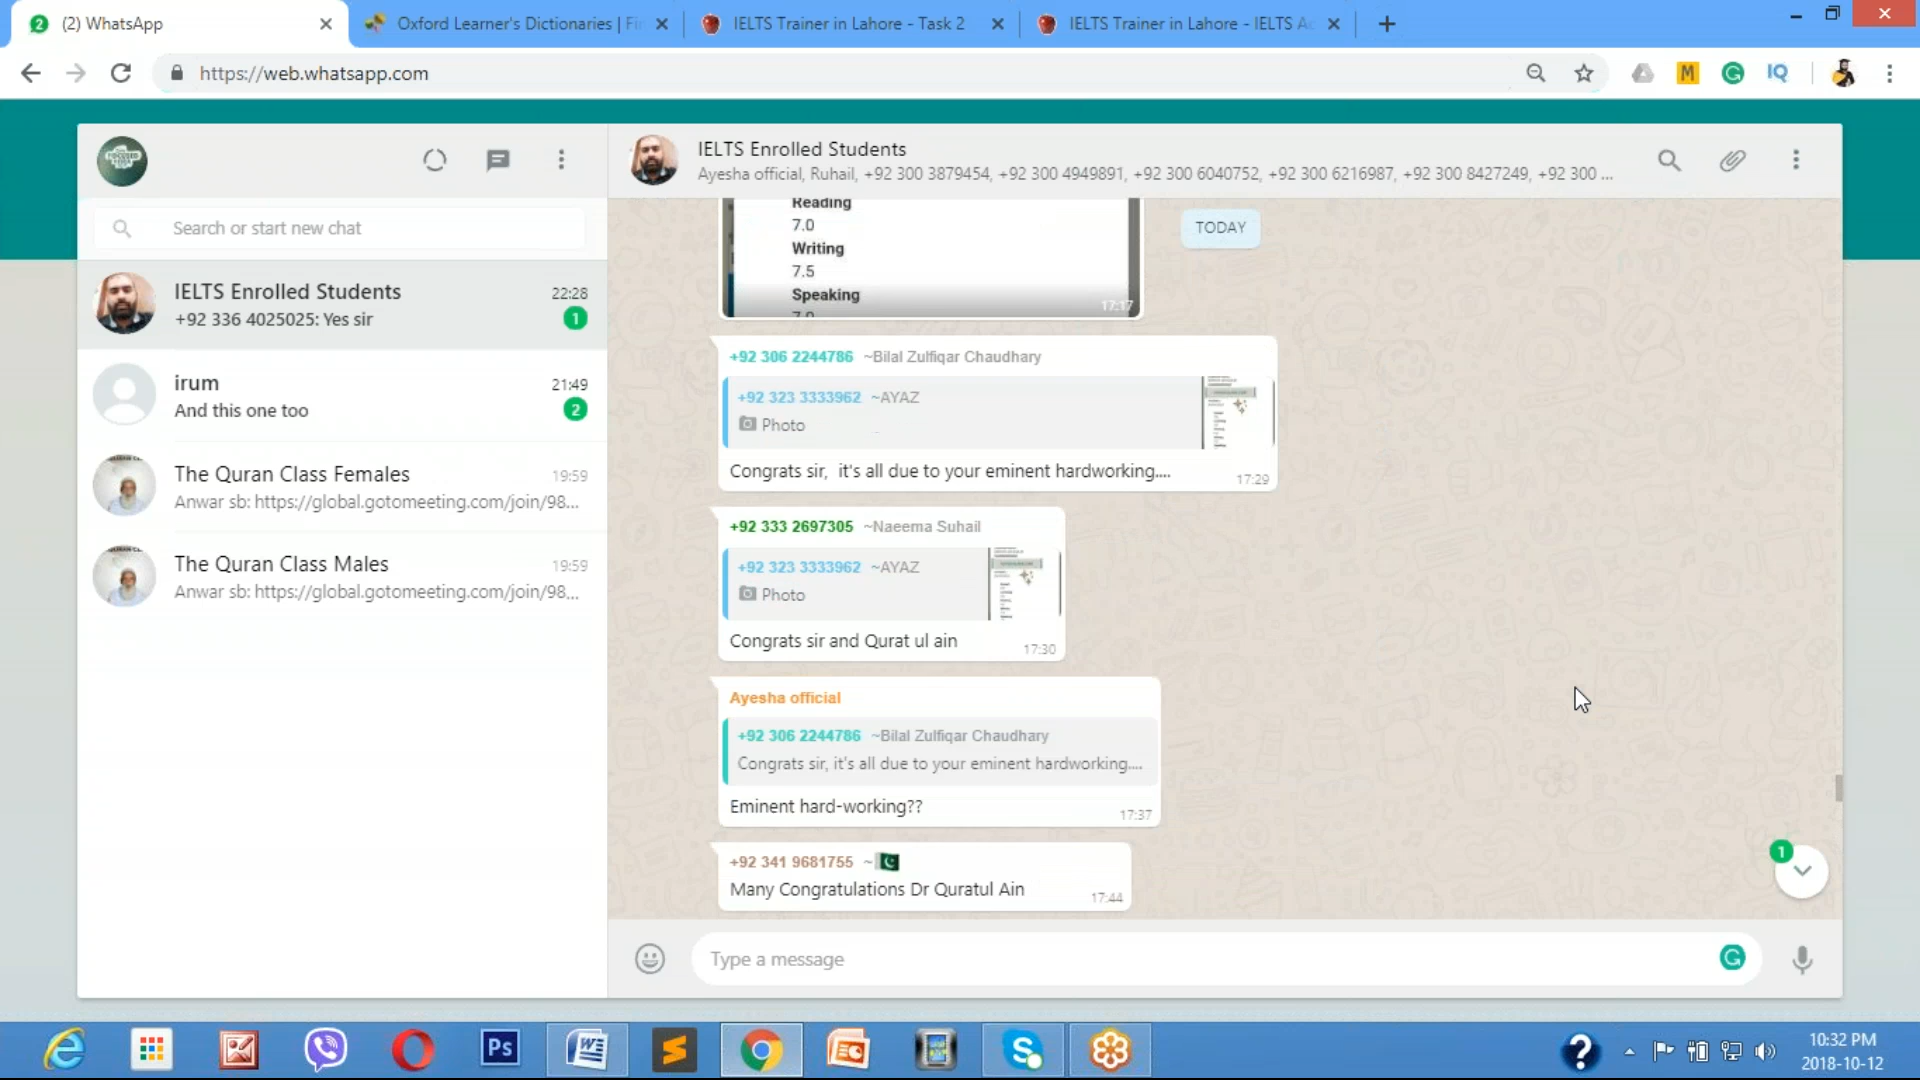 (2) WhatsApp
Oxford Learner's Dictionaries | Fi
IELTS Trainer in Lahore - Task 2
IELTS Trainer in Lahore - IELTS A
https://web.whatsapp.com
IELTS Enrolled Students
Ayesha official, Ruhail, +92 300 3879454, +92 300 4949891, +92 300 6040752, +92 300 6216987, +92 300 8427249, +92 300 ...
Search or start new chat
IELTS Enrolled Students
22:28
+92 336 4025025: Yes sir
1
irum
21:49
And this one too
2
The Quran Class Females
19:59
Anwar sb: https://global.gotomeeting.com/join/98...
The Quran Class Males
19:59
Anwar sb: https://global.gotomeeting.com/join/98...
TODAY
Reading
7.0
Writing
7.5
Speaking
7.0
17:17
+92 306 2244786 ~Bilal Zulfiqar Chaudhary
+92 323 3333962 ~AYAZ
Photo
Congrats sir, it's all due to your eminent hardworking....
17:29
+92 333 2697305 ~Naeema Suhail
+92 323 3333962 ~AYAZ
Photo
Congrats sir and Qurat ul ain
17:30
Ayesha official
+92 306 2244786 ~Bilal Zulfiqar Chaudhary
Congrats sir, it's all due to your eminent hardworking....
Eminent hard-working??
17:37
+92 341 9681755 ~
Many Congratulations Dr Quratul Ain
17:44
1
Type a message
Ps
10:32 PM
2018-10-12